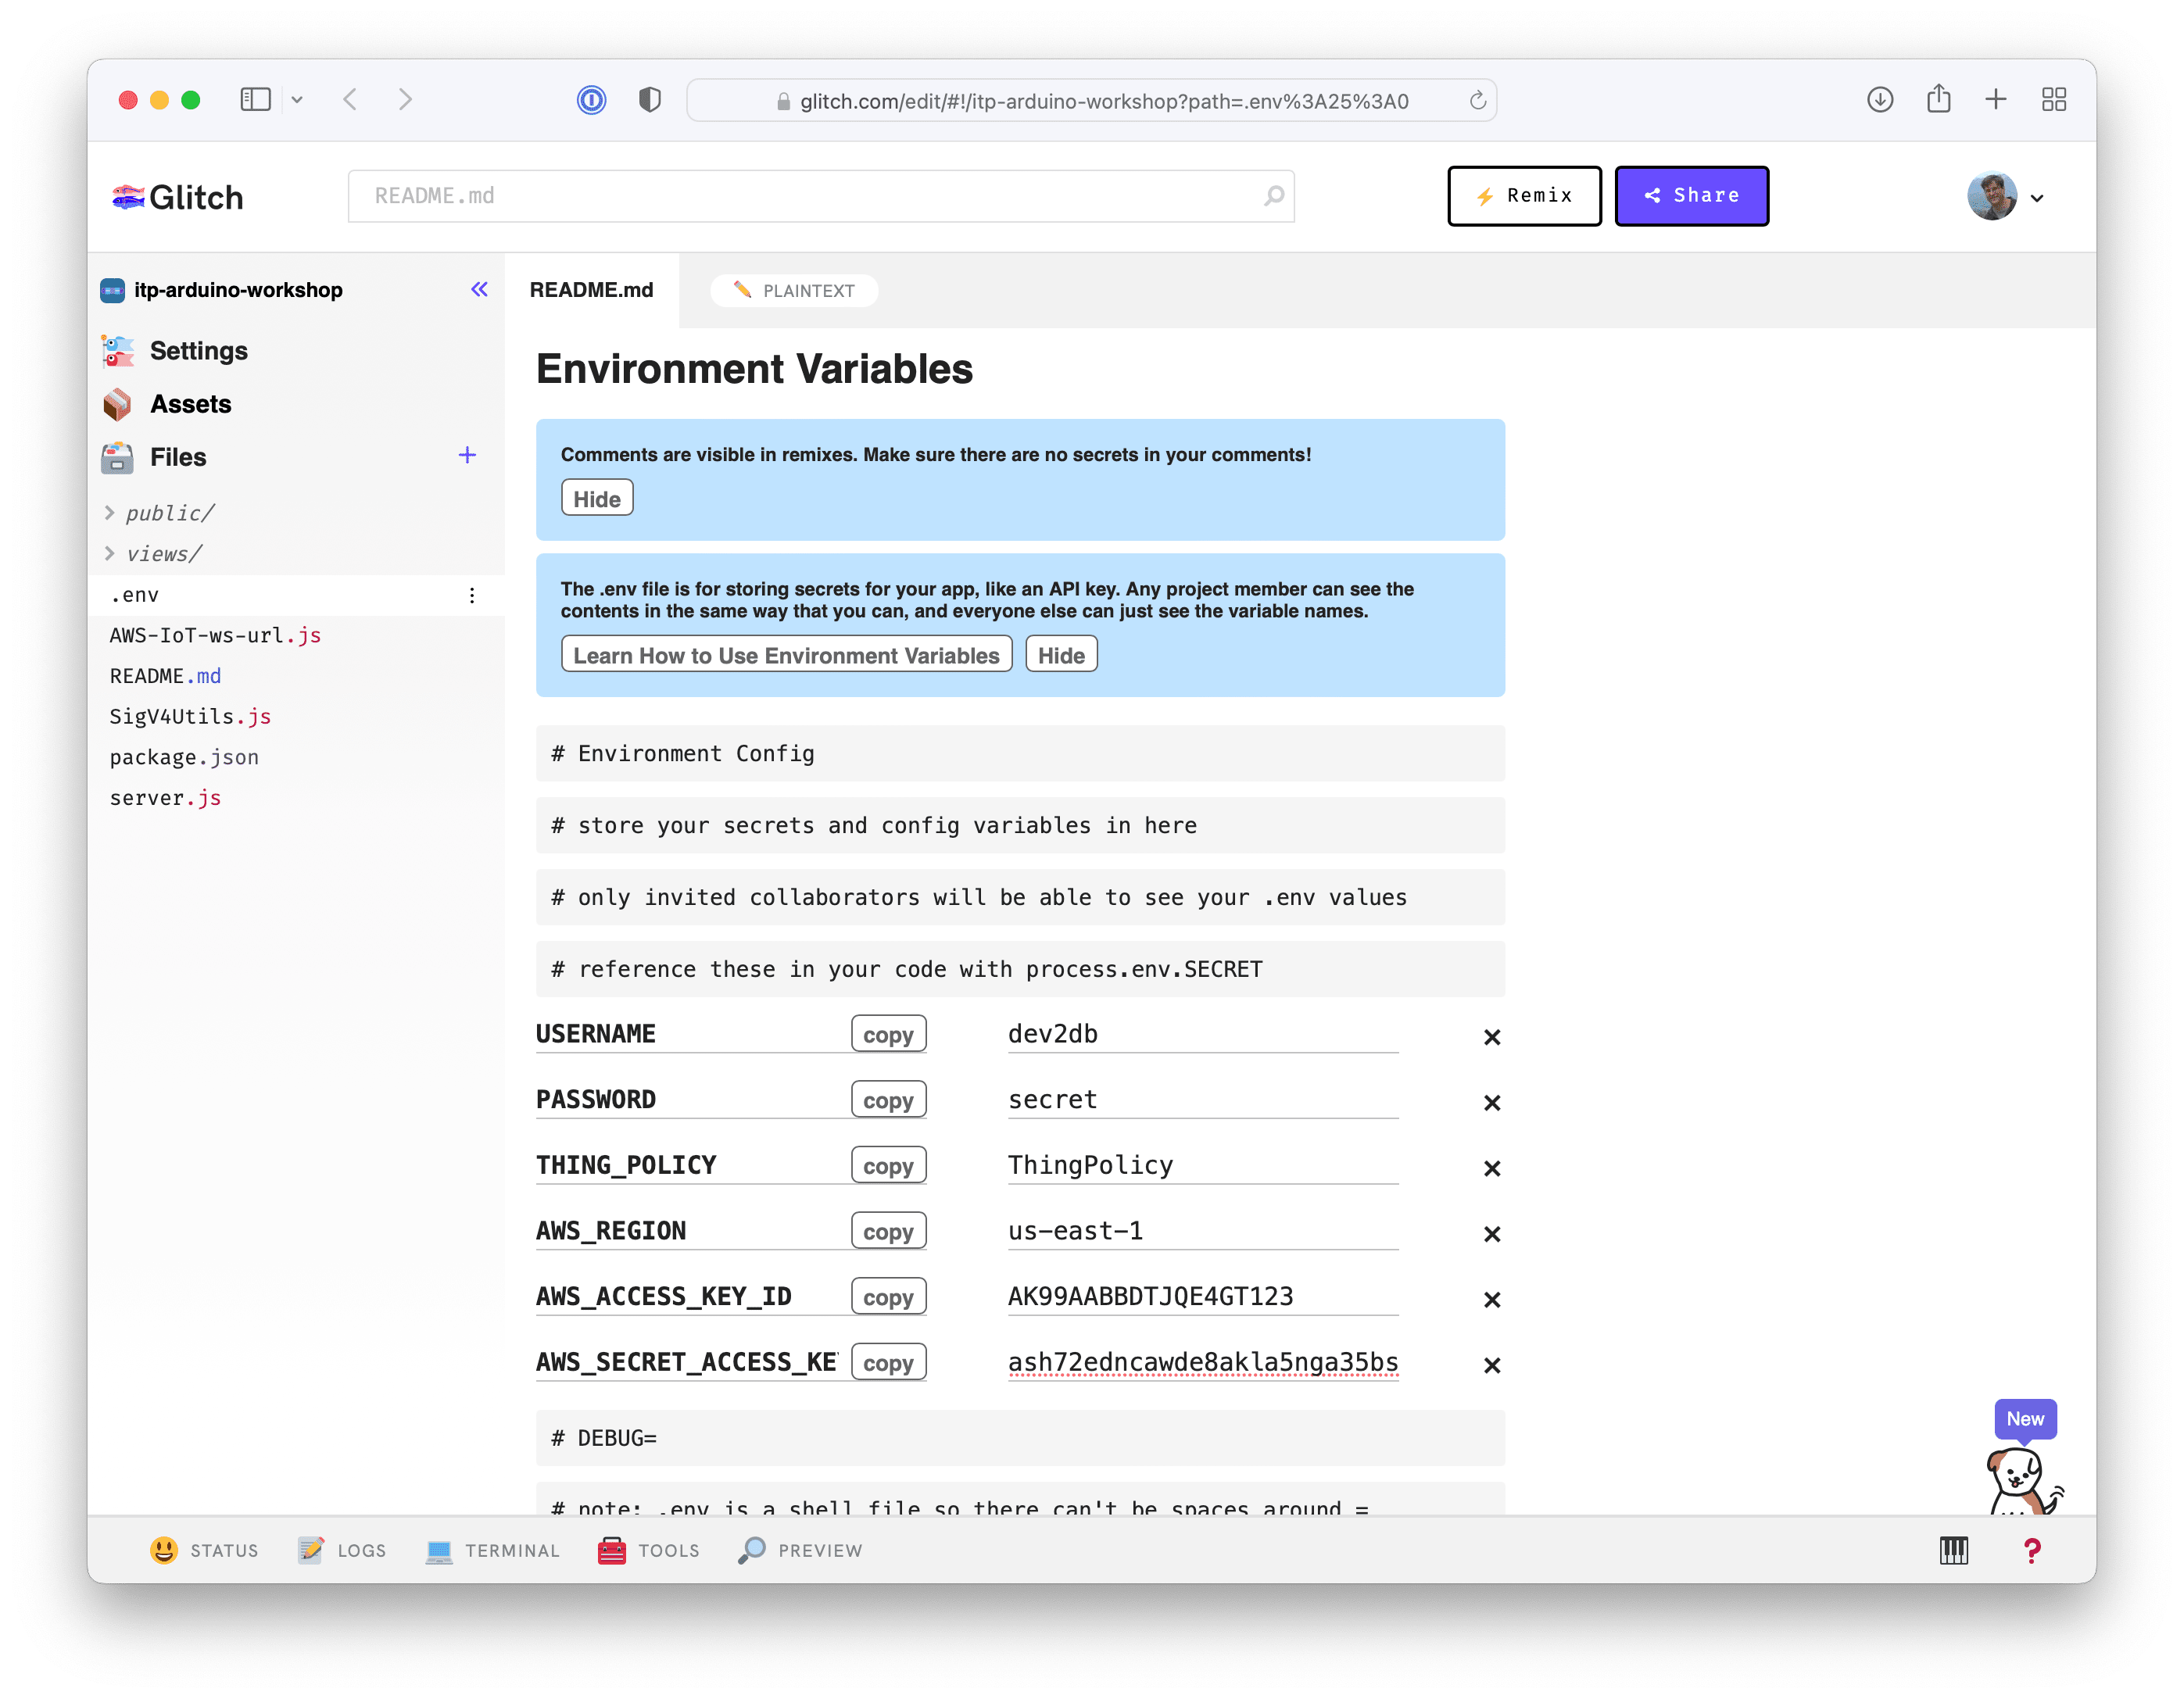 glitch.com/edit/#!/itp-arduino-workshop?path=.env%3A25%3A0
Glitch
README.md
Remix
Share
itp-arduino-workshop
Settings
Assets
Files
public/
views/
.env
AWS-IoT-ws-url.js
README.md
SigV4Utils.js
package.json
server.js
README.md
PLAINTEXT
Environment Variables
Comments are visible in remixes. Make sure there are no secrets in your comments!
Hide
The .env file is for storing secrets for your app, like an API key. Any project member can see the
contents in the same way that you can, and everyone else can just see the variable names.
Learn How to Use Environment Variables Hide
# Environment Config
# store your secrets and config variables in here
# only invited collaborators will be able to see your .env values
# reference these in your code with process.env.SECRET
USERNAME copy dev2db
PASSWORD copy secret
THING_POLICY copy ThingPolicy
AWS_REGION copy us-east-1
AWS_ACCESS_KEY_ID copy AK99AABBDTJQE4GT123
AWS_SECRET_ACCESS_KE copy ash72edncawde8akla5nga35bs
# DEBUG=
# note: .env is a shell file so there can't be spaces around =
New
STATUS
LOGS
TERMINAL
TOOLS
PREVIEW
?